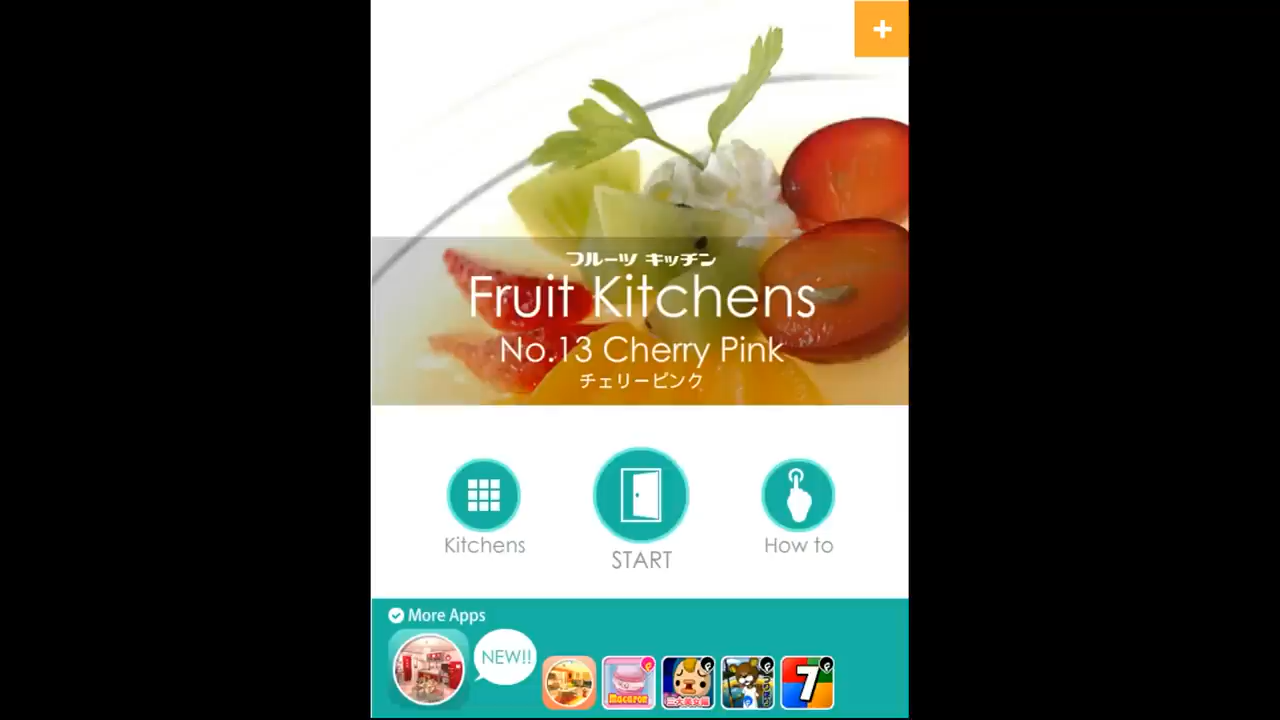 +
フルーツ キッチン
Fruit Kitchens
No.13 Cherry Pink
チェリーピンク
Kitchens
START
How to
More Apps
NEW!!
Macaron
7